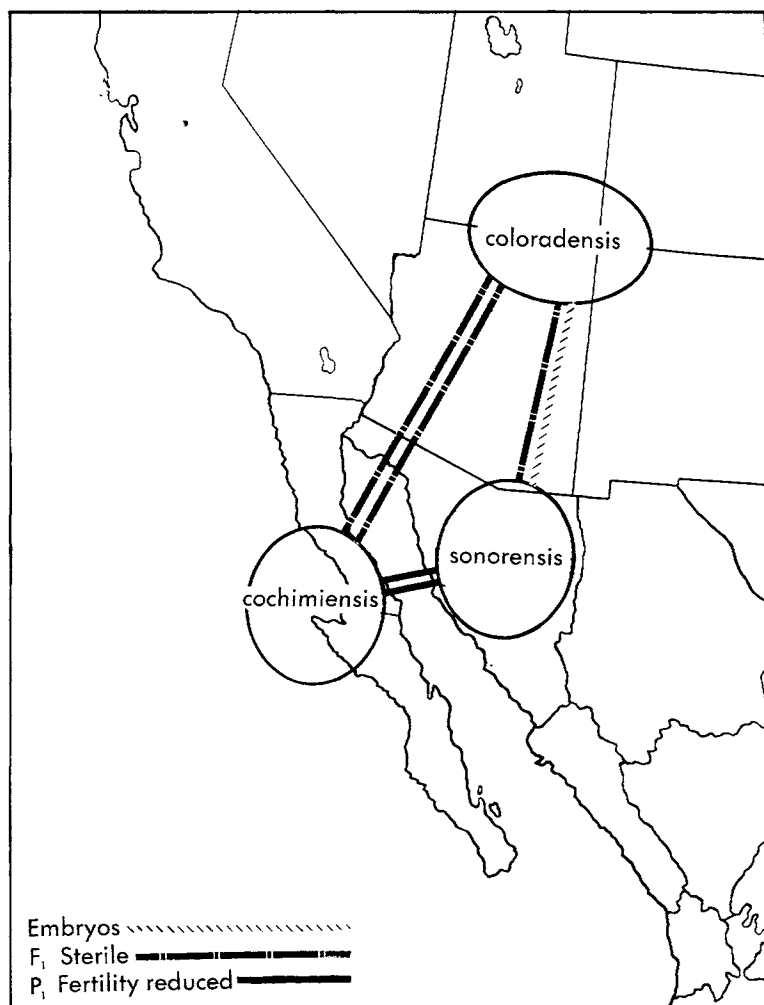 coloradensis
sonorensis
cochimiensis
Embryos
F₁ Sterile
P₁ Fertility reduced